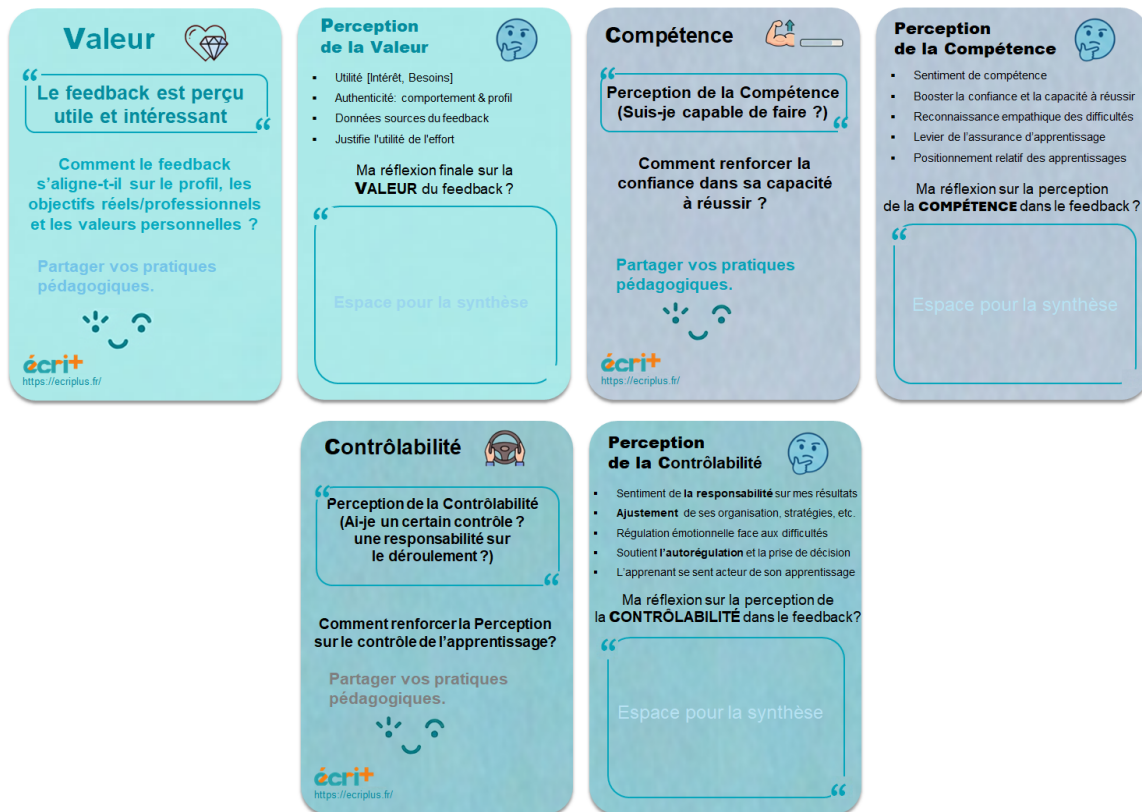 Valeur
Le feedback est perçu
utile et intéressant
Comment le feedback
s’aligne-t-il sur le profil, les
objectifs réels/professionnels
et les valeurs personnelles ?
Partager vos pratiques
pédagogiques.
écri+
https://ecriplus.fr/
Perception
de la Valeur
▪ Utilité [Intérêt, Besoins]
▪ Authenticité: comportement & profil
▪ Données sources du feedback
▪ Justifie l’utilité de l’effort
Ma réflexion finale sur la
VALEUR du feedback ?
Espace pour la synthèse
Compétence
Perception de la Compétence
(Suis-je capable de faire ?)
Comment renforcer la
confiance dans sa capacité
à réussir ?
Partager vos pratiques
pédagogiques.
écri+
https://ecriplus.fr/
Perception
de la Compétence
▪ Sentiment de compétence
▪ Booster la confiance et la capacité à réussir
▪ Reconnaissance empathique des difficultés
▪ Levier de l’assurance d’apprentissage
▪ Positionnement relatif des apprentissages
Ma réflexion sur la perception
de la COMPÉTENCE dans le feedback ?
Espace pour la synthèse
Contrôlabilité
Perception de la Contrôlabilité
(Ai-je un certain contrôle ?
une responsabilité sur
le déroulement ?)
Comment renforcer la Perception
sur le contrôle de l’apprentissage?
Partager vos pratiques
pédagogiques.
écri+
https://ecriplus.fr/
Perception
de la Contrôlabilité
▪ Sentiment de la responsabilité sur mes résultats
▪ Ajustement de ses organisation, stratégies, etc.
▪ Régulation émotionnelle face aux difficultés
▪ Soutient l’autorégulation et la prise de décision
▪ L’apprenant se sent acteur de son apprentissage
Ma réflexion sur la perception de
la CONTRÔLABILITÉ dans le feedback?
Espace pour la synthèse